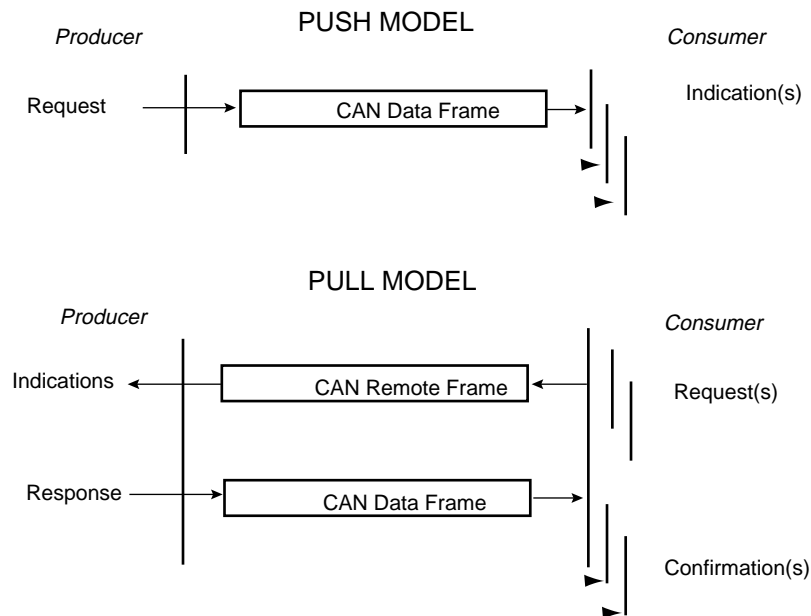 PUSH MODEL
Producer
Consumer
Request
CAN Data Frame
Indication(s)
PULL MODEL
Producer
Consumer
Indications
CAN Remote Frame
Request(s)
Response
CAN Data Frame
Confirmation(s)